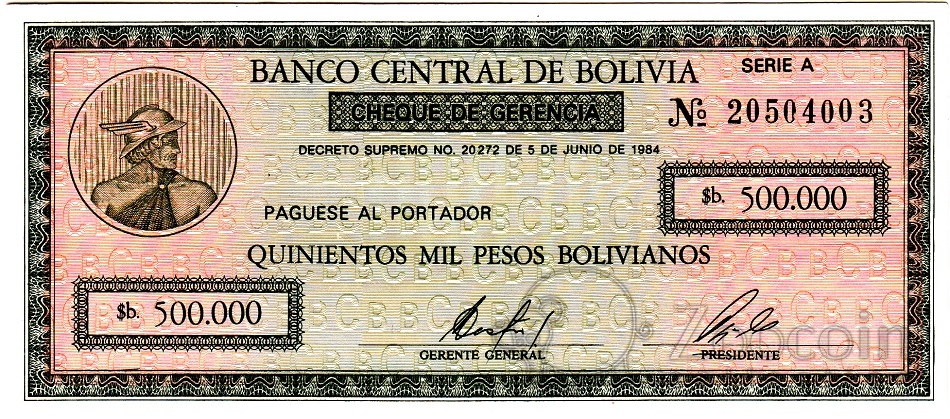 BANCO CENTRAL DE BOLIVIA
SERIE A
CHEQUE DE GERENCIA
Nº 20504003
DECRETO SUPREMO NO. 20272 DE 5 DE JUNIO DE 1984
$b. 500.000
PAGUESE AL PORTADOR
QUINIENTOS MIL PESOS BOLIVIANOS
$b. 500.000
GERENTE GENERAL
PRESIDENTE